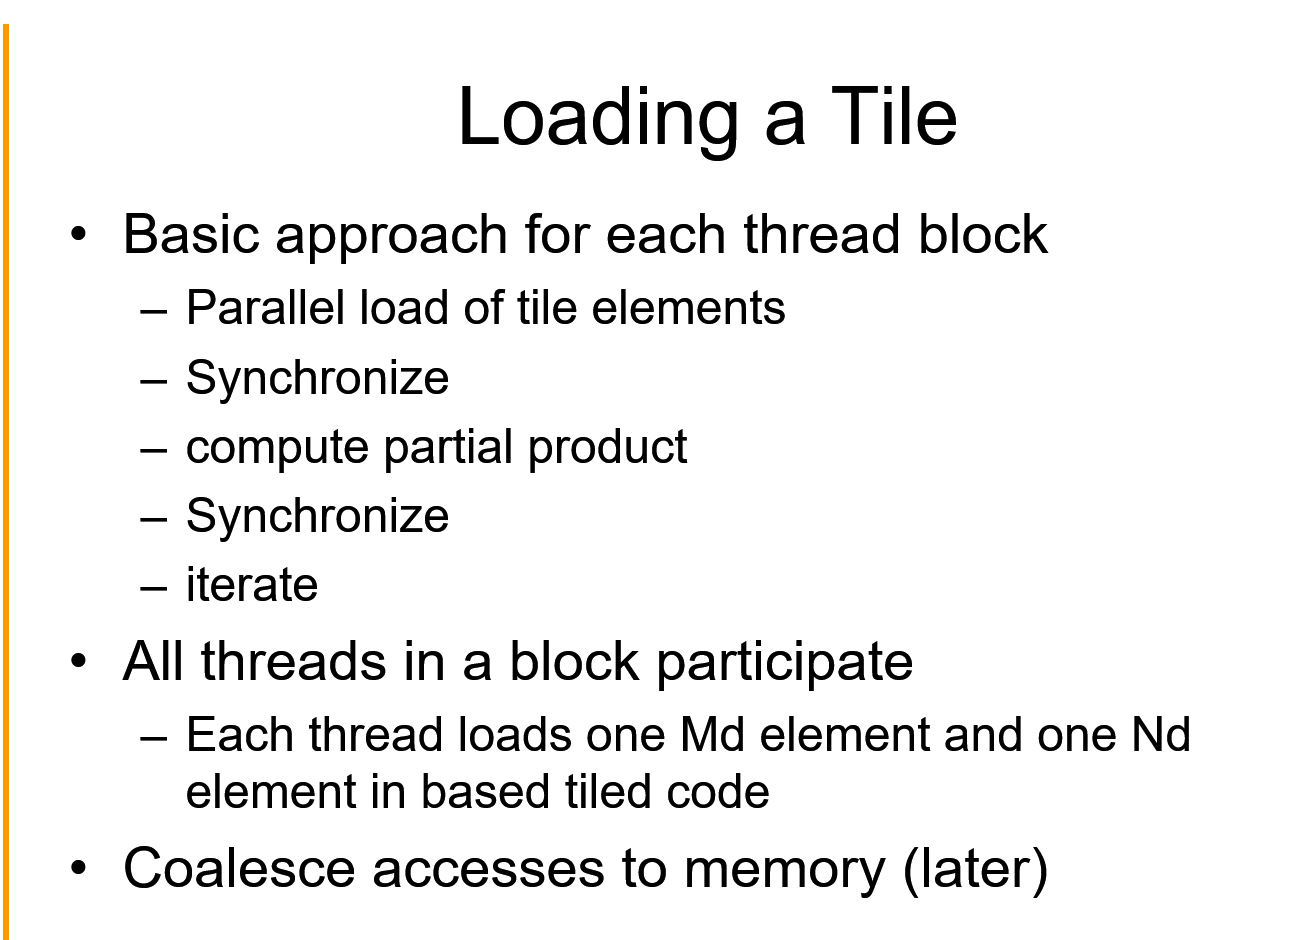 Loading a Tile
• Basic approach for each thread block
– Parallel load of tile elements
– Synchronize
– compute partial product
– Synchronize
– iterate
• All threads in a block participate
– Each thread loads one Md element and one Nd
element in based tiled code
• Coalesce accesses to memory (later)